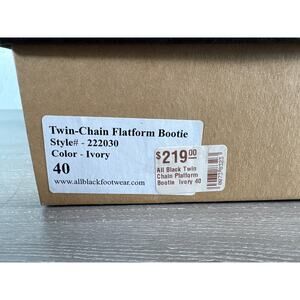 Twin-Chain Flatform Bootie
Style# - 222030
Color - Ivory
40
www.allblackfootwear.com
$219.00
All Black Twin
Chain Platform
Bootie Ivory 40